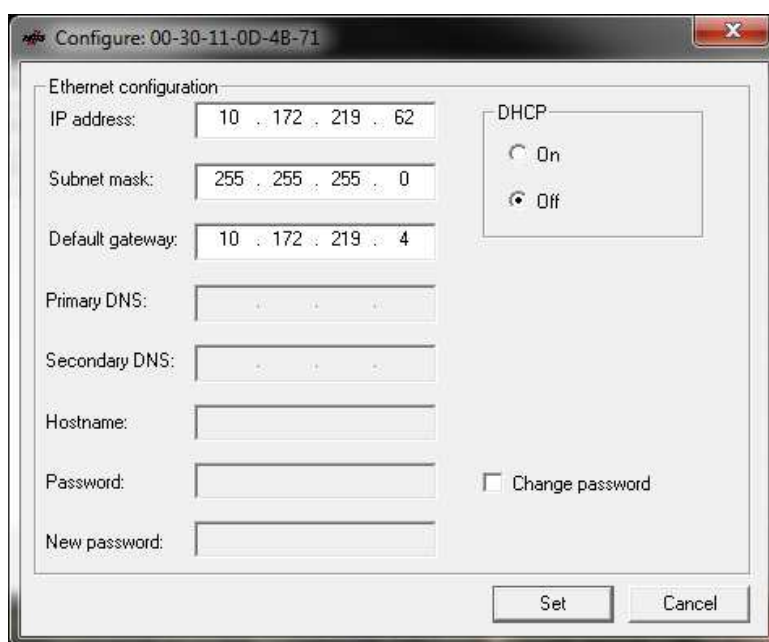 Configure: 00-30-11-0D-4B-71
Ethernet configuration
IP address: 10 . 172 . 219 . 62
DHCP
On
Subnet mask: 255 . 255 . 255 . 0
Off
Default gateway: 10 . 172 . 219 . 4
Primary DNS: . . .
Secondary DNS: . . .
Hostname:
Password:
Change password
New password:
Set Cancel